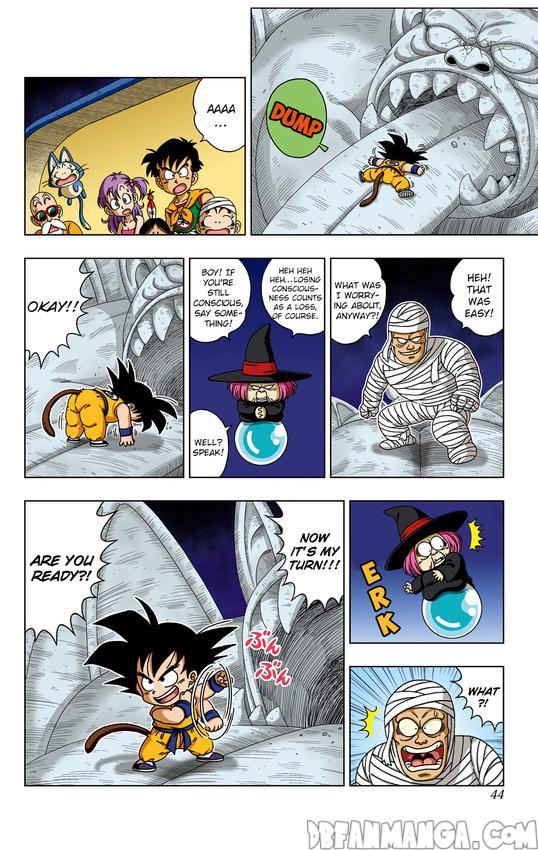 AAAA
...
DUMP
OKAY!!
BOY! IF
YOU'RE
STILL
CONSCIOUS,
SAY SOME-
THING!
HEH HEH
HEH...LOSING
CONSCIOUS-
NESS COUNTS
AS A LOSS,
OF COURSE.
WELL?
SPEAK!
WHAT WAS
I WORRY-
ING ABOUT,
ANYWAY?!
HEH!
THAT
WAS
EASY!
ARE YOU
READY?!
NOW
IT'S MY
TURN!!!
ぶん
ぶん
ERK
WHAT
?!
44
DBFANMANGA.COM